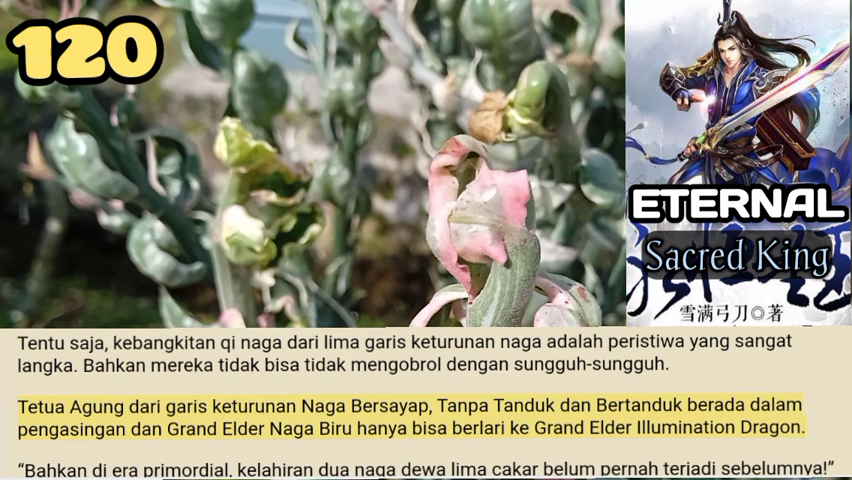 120
ETERNAL
Sacred King
雪满弓刀◎著
Tentu saja, kebangkitan qi naga dari lima garis keturunan naga adalah peristiwa yang sangat
langka. Bahkan mereka tidak bisa tidak mengobrol dengan sungguh-sungguh.
Tetua Agung dari garis keturunan Naga Bersayap, Tanpa Tanduk dan Bertanduk berada dalam
pengasingan dan Grand Elder Naga Biru hanya bisa berlari ke Grand Elder Illumination Dragon.
“Bahkan di era primordial, kelahiran dua naga dewa lima cakar belum pernah terjadi sebelumnya!”